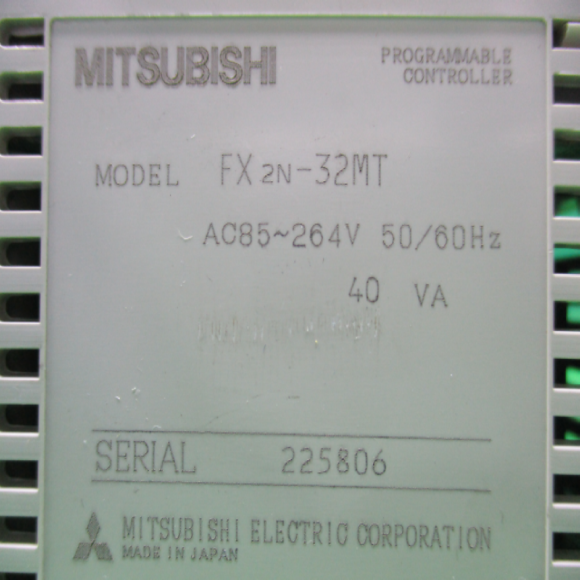 MITSUBISHI
PROGRAMMABLE
CONTROLLER
MODEL FX2N-32MT
AC85~264V 50/60Hz
40 VA
SERIAL 225806
MITSUBISHI ELECTRIC CORPORATION
MADE IN JAPAN